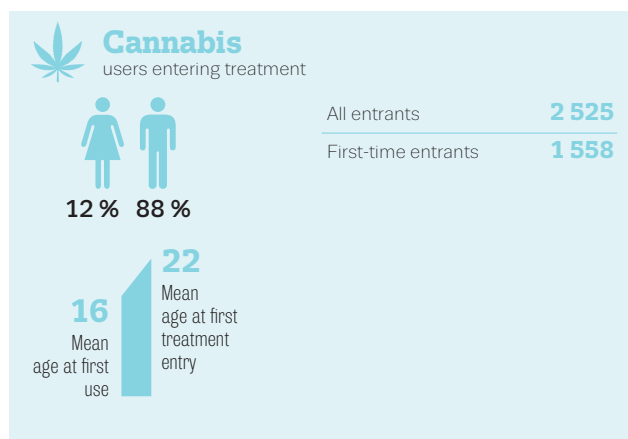 Cannabis
users entering treatment
All entrants 2 525
First-time entrants 1 558
12 % 88 %
22
Mean
age at first
treatment
entry
16
Mean
age at first
use